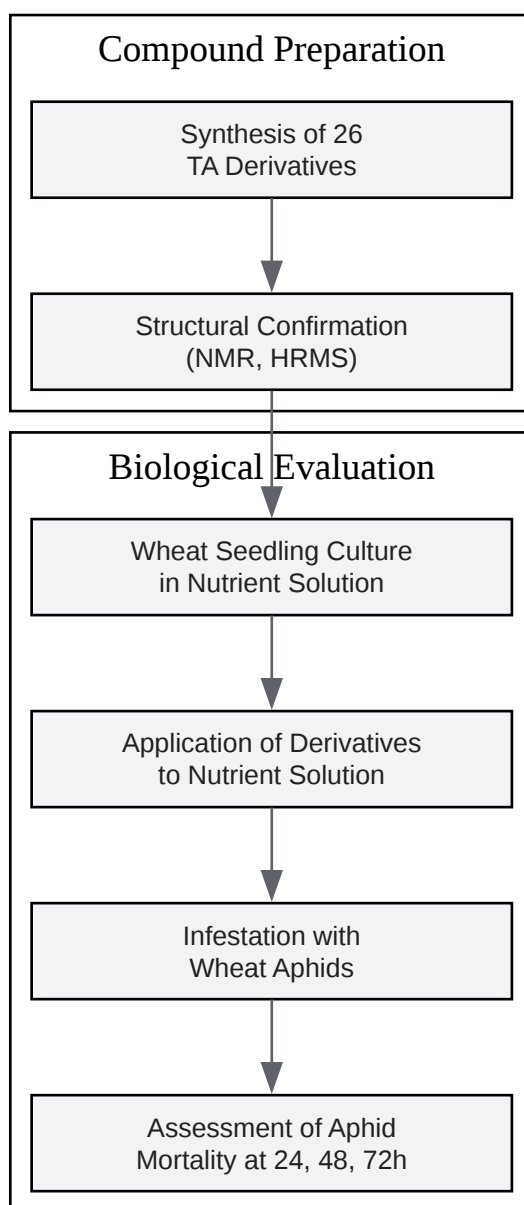 Compound Preparation
Synthesis of 26
TA Derivatives
Structural Confirmation
(NMR, HRMS)
Biological Evaluation
Wheat Seedling Culture
in Nutrient Solution
Application of Derivatives
to Nutrient Solution
Infestation with
Wheat Aphids
Assessment of Aphid
Mortality at 24, 48, 72h